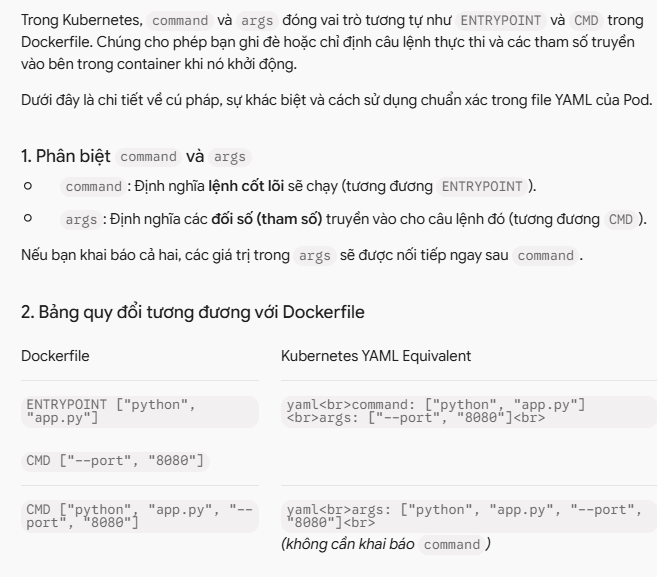 Trong Kubernetes, command và args đóng vai trò tương tự như ENTRYPOINT và CMD trong
Dockerfile. Chúng cho phép bạn ghi đè hoặc chỉ định câu lệnh thực thi và các tham số truyền
vào bên trong container khi nó khởi động.
Dưới đây là chi tiết về cú pháp, sự khác biệt và cách sử dụng chuẩn xác trong file YAML của Pod.
1. Phân biệt command và args
command : Định nghĩa lệnh cốt lõi sẽ chạy (tương đương ENTRYPOINT ).
args : Định nghĩa các đối số (tham số) truyền vào cho câu lệnh đó (tương đương CMD ).
Nếu bạn khai báo cả hai, các giá trị trong args sẽ được nối tiếp ngay sau command .
2. Bảng quy đổi tương đương với Dockerfile
Dockerfile
Kubernetes YAML Equivalent
ENTRYPOINT ["python",
"app.py"]
CMD ["--port", "8080"]
yaml<br>command: ["python", "app.py"]
<br>args: ["--port", "8080"]<br>
CMD ["python", "app.py", "--
port", "8080"]
yaml<br>args: ["python", "app.py", "--port",
"8080"]<br>
(không cần khai báo command )